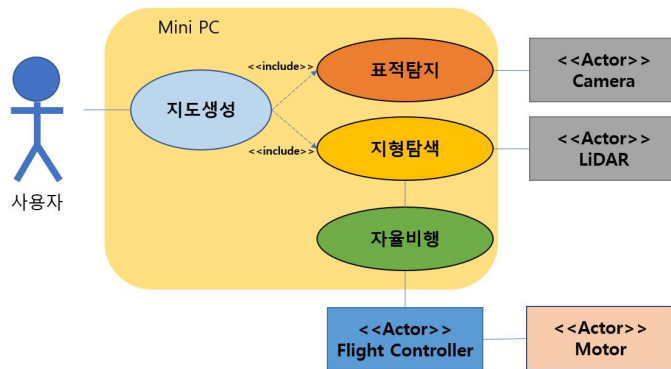 Mini PC
<<include>>
표적탐지
<<Actor>>
Camera
지도생성
<<include>>
지형탐색
<<Actor>>
LiDAR
사용자
자율비행
<<Actor>>
Flight Controller
<<Actor>>
Motor